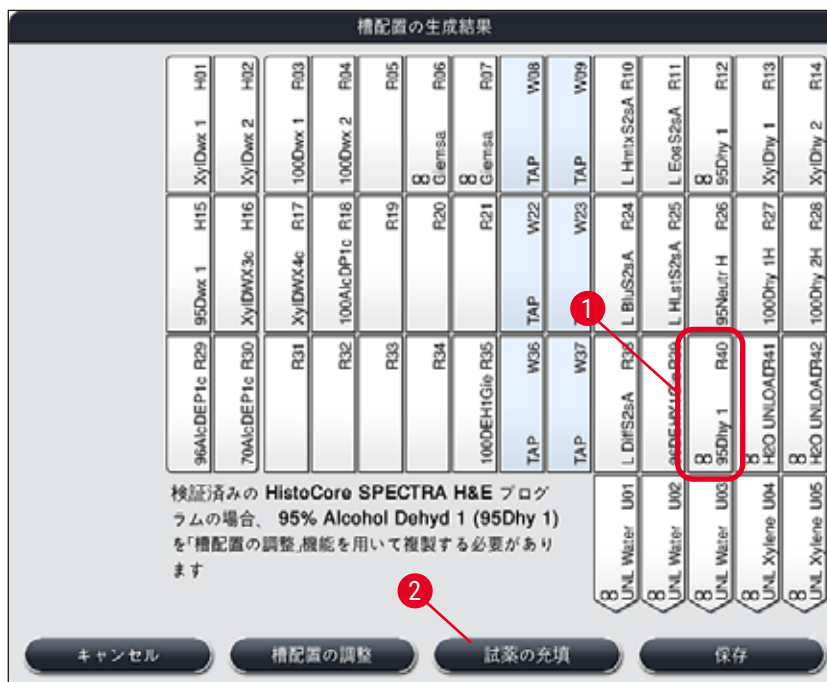 槽配置の生成結果
XylDwx 1 H01
XylDwx 2 H02
100Dwx 1 R03
100Dwx 2 R04
R05
∞ Giemsa R06
∞ Giemsa R07
TAP W08
TAP W09
L HmtxS2sA R10
L EosS2sA R11
∞ 95Dhy 1 R12
XylDhy 1 R13
XylDhy 2 R14
95Dwx 1 H15
XylDWX3c H16
XylDWX4c R17
100AlcDP1c R18
R19
R20
R21
TAP W22
TAP W23
L BluS2sA R24
L HLstS2sA R25
95Neutr H R26
100Dhy 1H R27
100Dhy 2H R28
96AlcDEP1c R29
70AlcDEP1c R30
R31
R32
R33
R34
100DEH1Gie R35
TAP W36
TAP W37
L DiffS2sA R38
∞ 95Dhy 1 R40
∞ H2O UNLOAD R41
∞ H2O UNLOAD R42
∞ UNL Water U01
∞ UNL Water U02
∞ UNL Water U03
∞ UNL Xylene U04
∞ UNL Xylene U05
1
検証済みの HistoCore SPECTRA H&E プログ
ラムの場合、 95% Alcohol Dehyd 1 (95Dhy 1)
を「槽配置の調整」機能を用いて複製する必要があり
ます
2
キャンセル
槽配置の調整
試薬の充填
保存